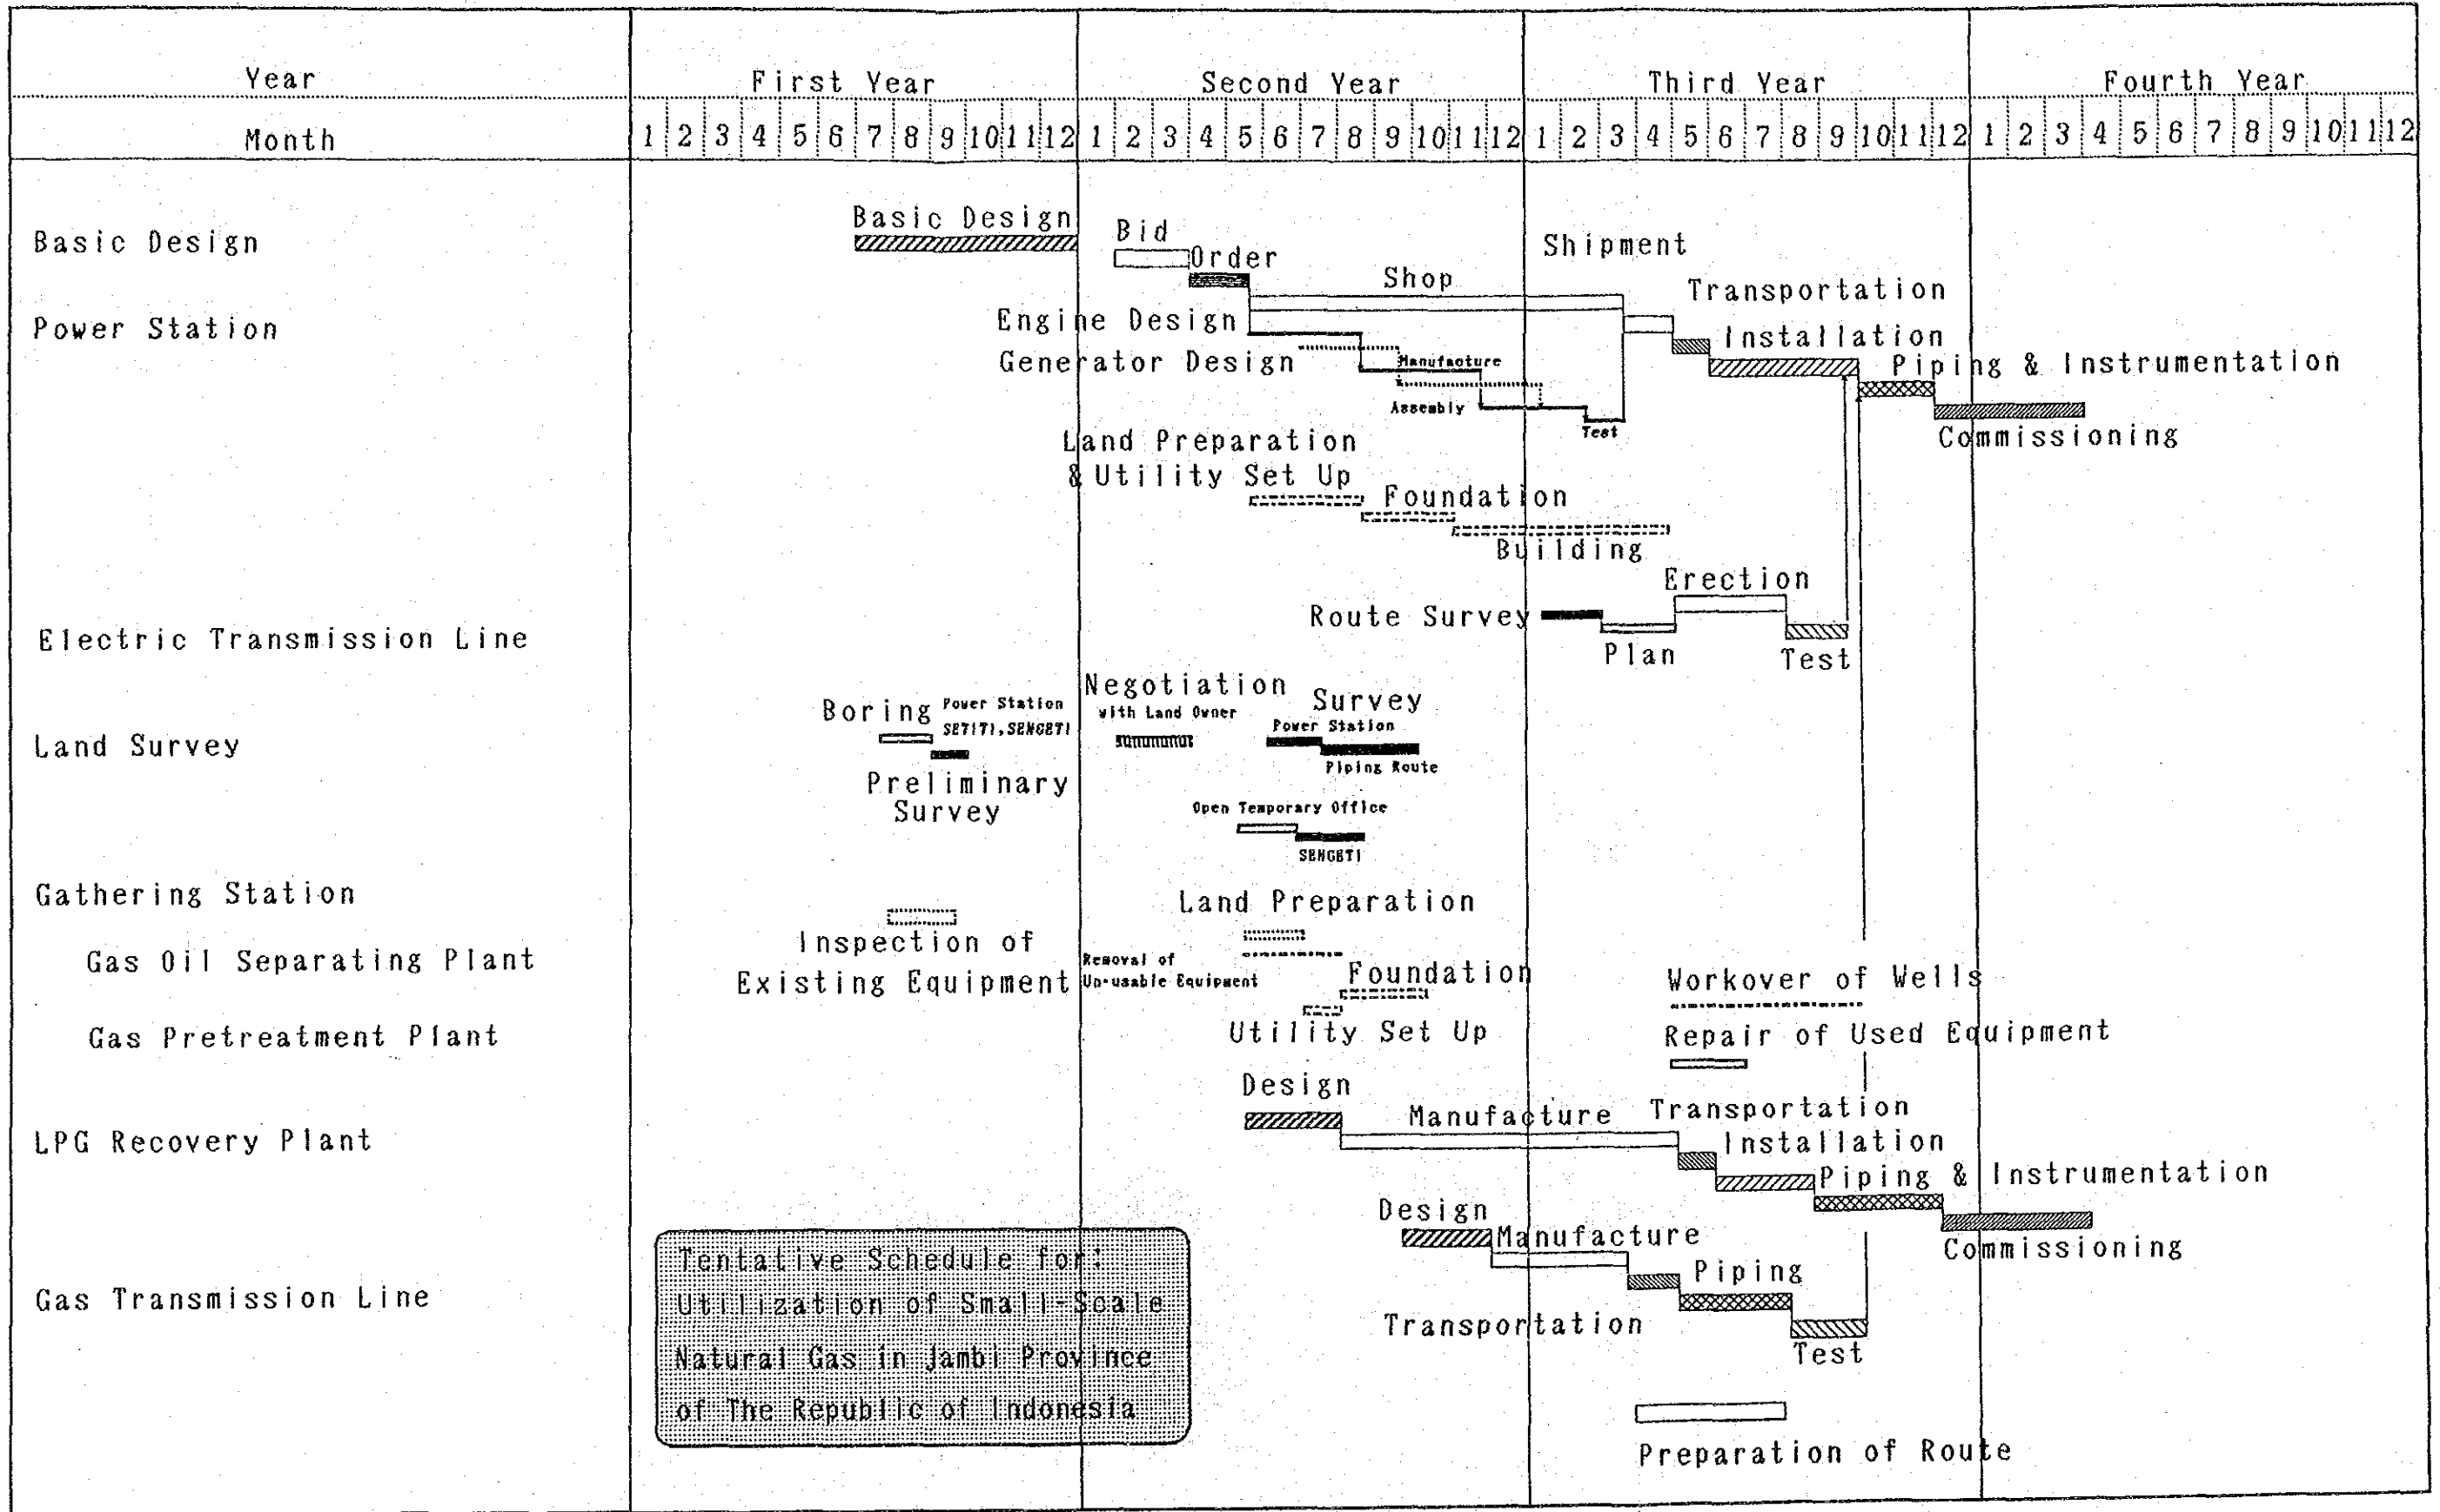 Year First Year Second Year Third Year Fourth Year
Month 1 2 3 4 5 6 7 8 9 10 11 12 1 2 3 4 5 6 7 8 9 10 11 12 1 2 3 4 5 6 7 8 9 10 11 12 1 2 3 4 5 6 7 8 9 10 11 12
Basic Design
Basic Design
Bid
Order
Shop
Shipment
Transportation
Power Station
Engine Design
Installation
Generator Design
Manufacture
Piping & Instrumentation
Assembly
Test
Commissioning
Land Preparation
& Utility Set Up
Foundation
Building
Erection
Route Survey
Electric Transmission Line
Plan
Test
Negotiation
with Land Owner
Boring
Power Station
SETITI, SENGETI
Survey
Power Station
Land Survey
Piping Route
Preliminary
Survey
Open Temporary Office
SENGETI
Gathering Station
Land Preparation
Inspection of
Existing Equipment
Gas Oil Separating Plant
Removal of
Un-usable Equipment
Foundation
Workover of Wells
Gas Pretreatment Plant
Utility Set Up
Repair of Used Equipment
Design
Manufacture
Transportation
LPG Recovery Plant
Installation
Piping & Instrumentation
Design
Manufacture
Commissioning
Tentative Schedule for:
Utilization of Small-Scale
Natural Gas in Jambi Province
of The Republic of Indonesia
Gas Transmission Line
Piping
Transportation
Test
Preparation of Route